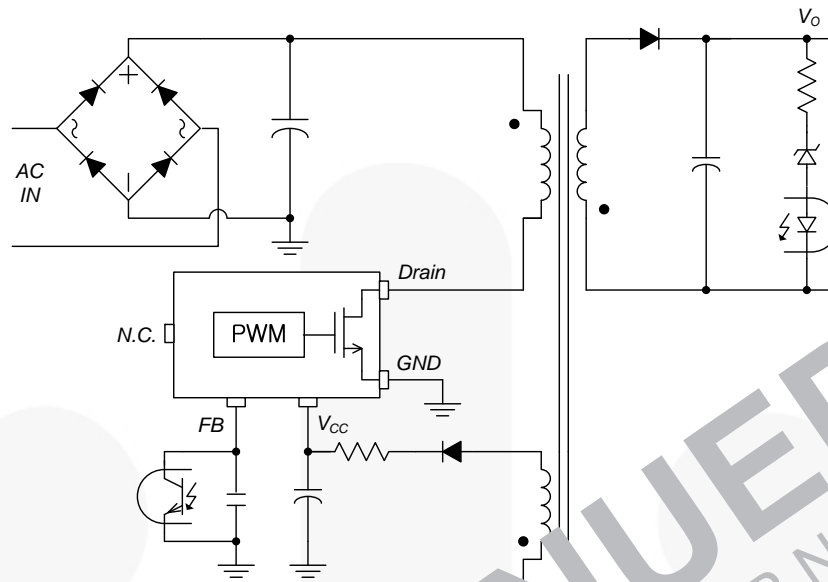 V_O
AC
IN
Drain
N.C.
PWM
GND
FB
V_CC